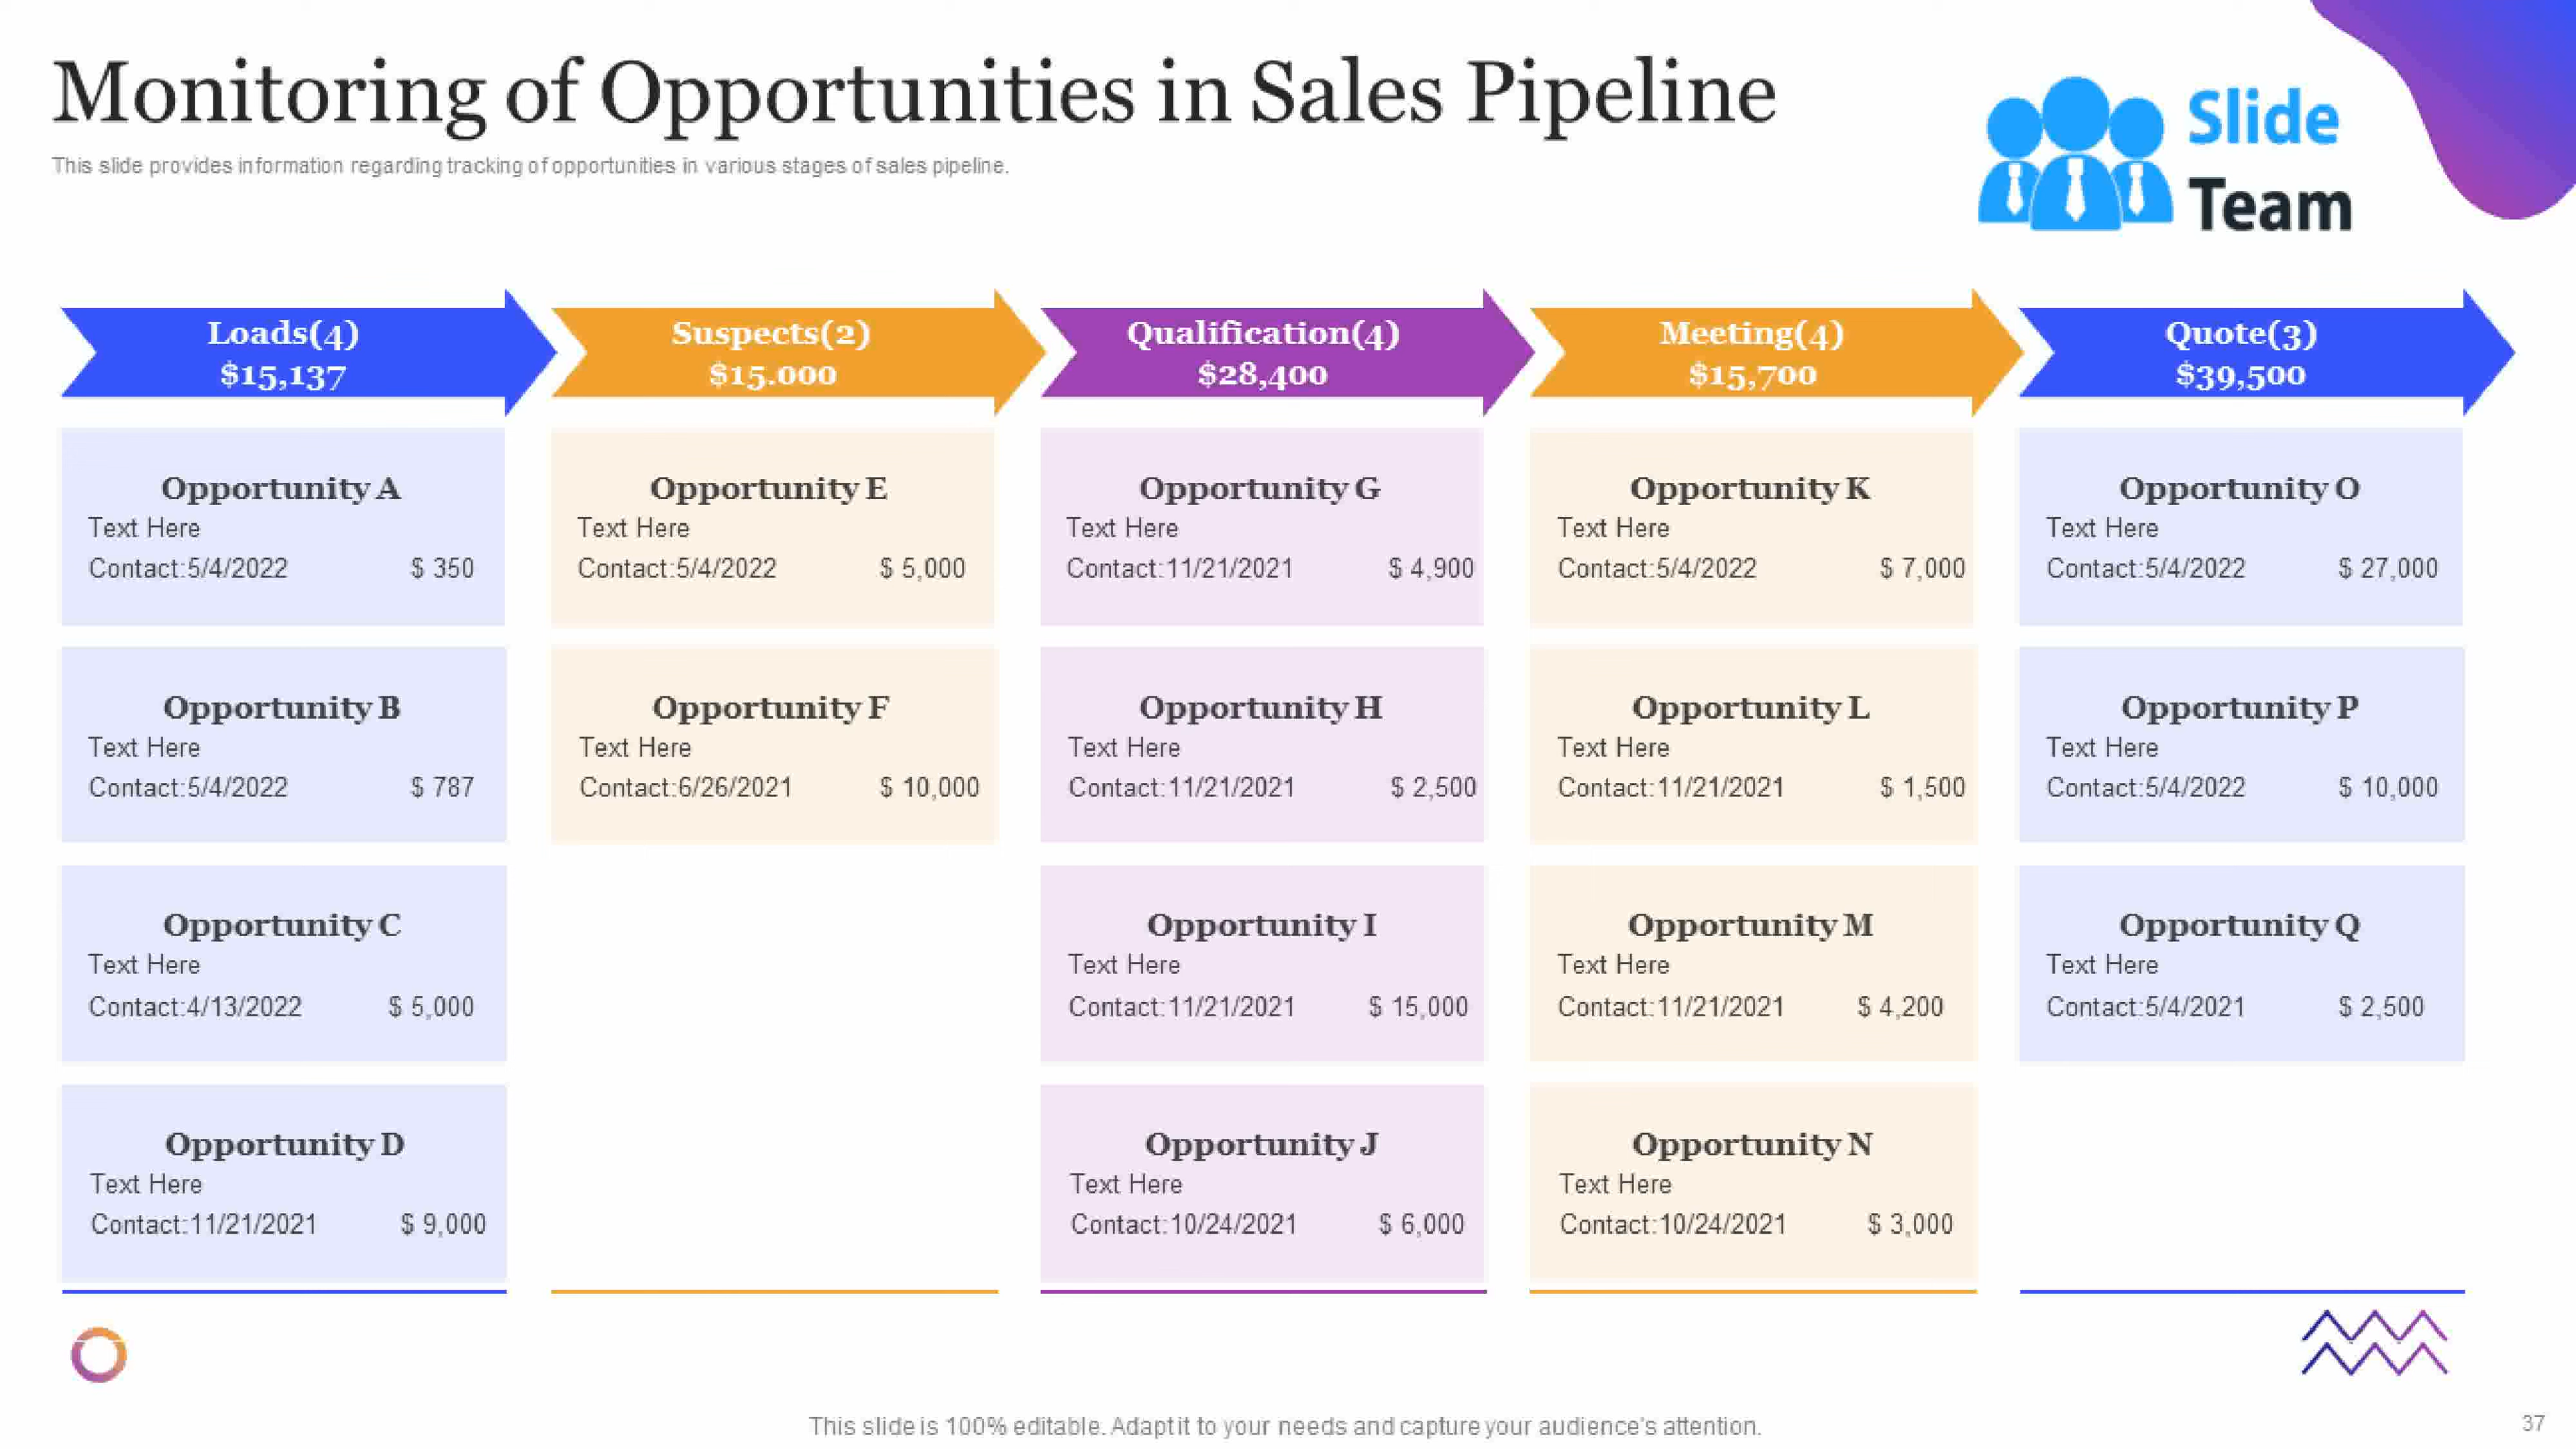 Monitoring of Opportunities in Sales Pipeline
This slide provides information regarding tracking of opportunities in various stages of sales pipeline.
Slide
Team
Loads(4)
$15,137
Suspects(2)
$15.000
Qualification(4)
$28,400
Meeting(4)
$15,700
Quote(3)
$39,500
Opportunity A
Text Here
Contact:5/4/2022 $ 350
Opportunity B
Text Here
Contact:5/4/2022 $ 787
Opportunity C
Text Here
Contact:4/13/2022 $ 5,000
Opportunity D
Text Here
Contact:11/21/2021 $ 9,000
Opportunity E
Text Here
Contact:5/4/2022 $ 5,000
Opportunity F
Text Here
Contact:6/26/2021 $ 10,000
Opportunity G
Text Here
Contact:11/21/2021 $ 4,900
Opportunity H
Text Here
Contact:11/21/2021 $ 2,500
Opportunity I
Text Here
Contact:11/21/2021 $ 15,000
Opportunity J
Text Here
Contact:10/24/2021 $ 6,000
Opportunity K
Text Here
Contact:5/4/2022 $ 7,000
Opportunity L
Text Here
Contact:11/21/2021 $ 1,500
Opportunity M
Text Here
Contact:11/21/2021 $ 4,200
Opportunity N
Text Here
Contact:10/24/2021 $ 3,000
Opportunity O
Text Here
Contact:5/4/2022 $ 27,000
Opportunity P
Text Here
Contact:5/4/2022 $ 10,000
Opportunity Q
Text Here
Contact:5/4/2021 $ 2,500
This slide is 100% editable. Adapt it to your needs and capture your audience's attention.
37